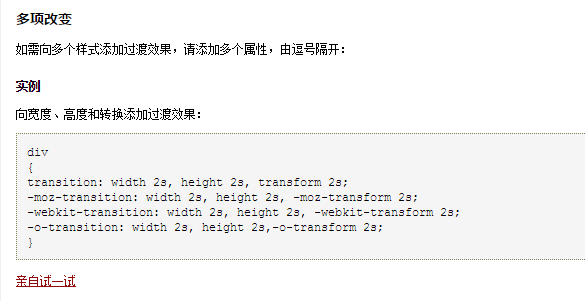 多项改变
如需向多个样式添加过渡效果，请添加多个属性，由逗号隔开：
实例
向宽度、高度和转换添加过渡效果：
div
{
transition: width 2s, height 2s, transform 2s;
-moz-transition: width 2s, height 2s, -moz-transform 2s;
-webkit-transition: width 2s, height 2s, -webkit-transform 2s;
-o-transition: width 2s, height 2s,-o-transform 2s;
}
亲自试一试